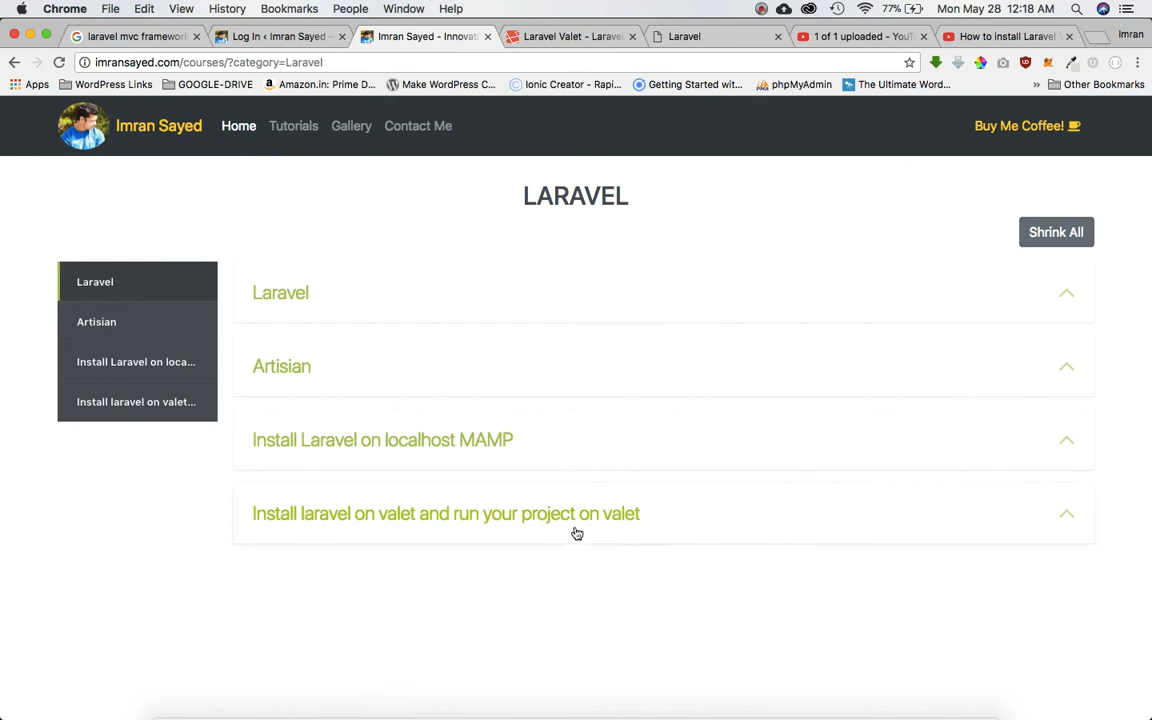 Chrome File Edit View History Bookmarks People Window Help 77% Mon May 28 12:18 AM
laravel mvc framework Log In ‹ Imran Sayed — Imran Sayed - Innovat Laravel Valet - Larave Laravel 1 of 1 uploaded - YouT How to install Laravel Imran
imransayed.com/courses/?category=Laravel
Apps WordPress Links GOOGLE-DRIVE Amazon.in: Prime D... Make WordPress C... Ionic Creator - Rapi... Getting Started wit... phpMyAdmin The Ultimate Word... » Other Bookmarks
Imran Sayed Home Tutorials Gallery Contact Me Buy Me Coffee!
LARAVEL
Shrink All
Laravel
Artisian
Install Laravel on loca...
Install laravel on valet...
Laravel
Artisian
Install Laravel on localhost MAMP
Install laravel on valet and run your project on valet